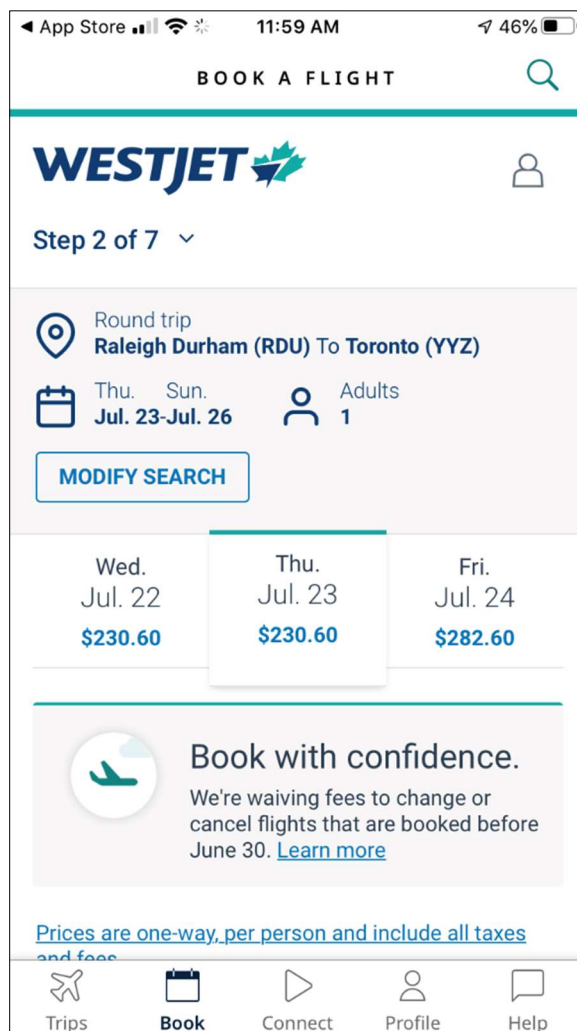 App Store 11:59 AM 46%
BOOK A FLIGHT
WESTJET
Step 2 of 7
Round trip
Raleigh Durham (RDU) To Toronto (YYZ)
Thu. Sun. Adults
Jul. 23-Jul. 26 1
MODIFY SEARCH
Wed. Thu. Fri.
Jul. 22 Jul. 23 Jul. 24
$230.60 $230.60 $282.60
Book with confidence.
We're waiving fees to change or
cancel flights that are booked before
June 30. Learn more
Prices are one-way, per person and include all taxes
and fees
Trips Book Connect Profile Help